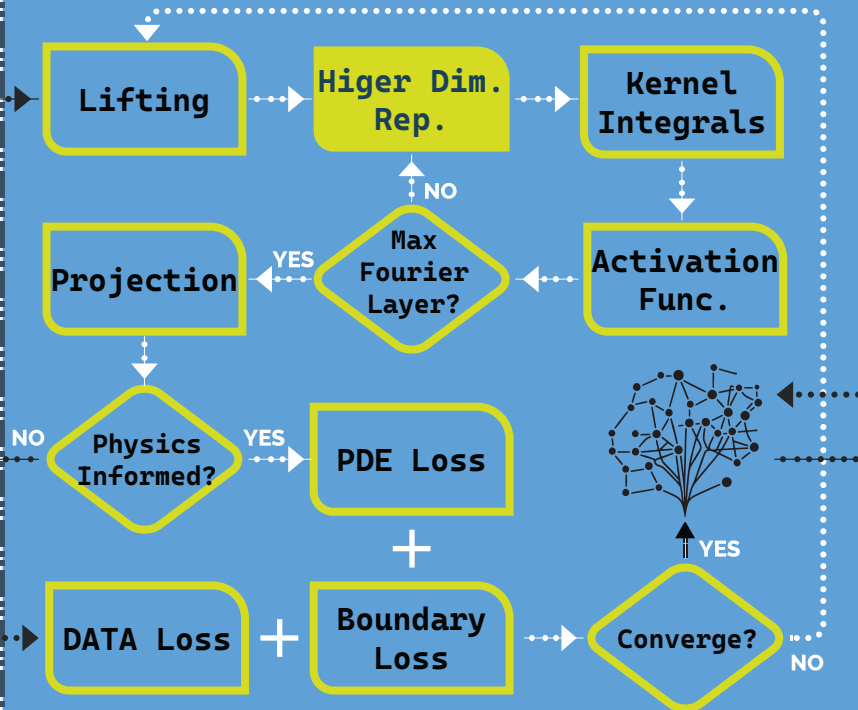 Lifting
Higer Dim.
Rep.
Kernel
Integrals
NO
Projection
YES
Max
Fourier
Layer?
Activation
Func.
NO
Physics
Informed?
YES
PDE Loss
+
YES
DATA Loss
+
Boundary
Loss
Converge?
NO